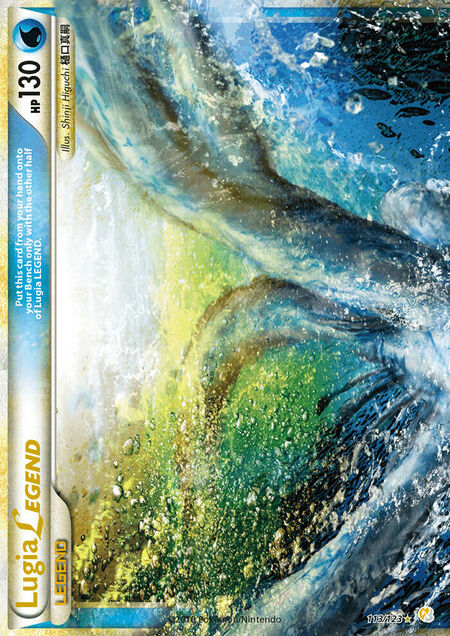 Lugia LEGEND
HP 130
LEGEND
Put this card from your hand onto
your Bench only with the other half
of Lugia LEGEND.
Illus. Shinji Higuchi 樋口真嗣
©2010 Pokémon/Nintendo
113/123